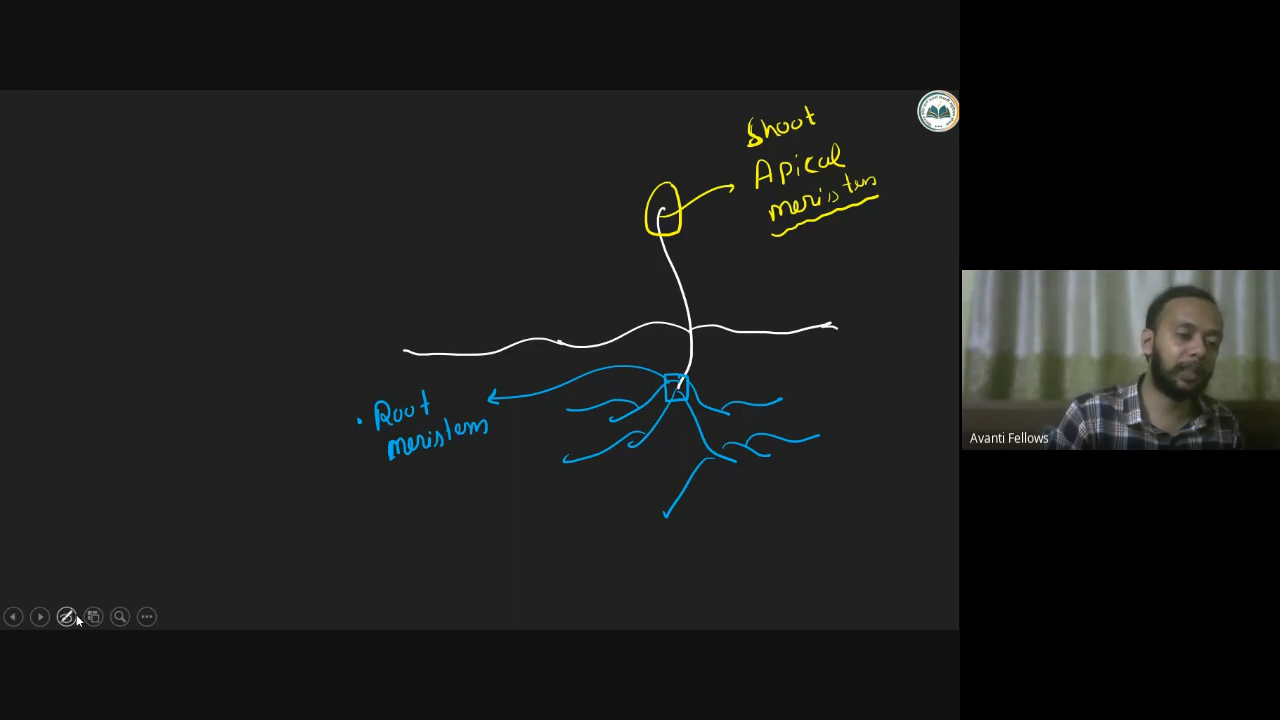 Shoot
Apical
meristem
• Root
meristem
Avanti Fellows